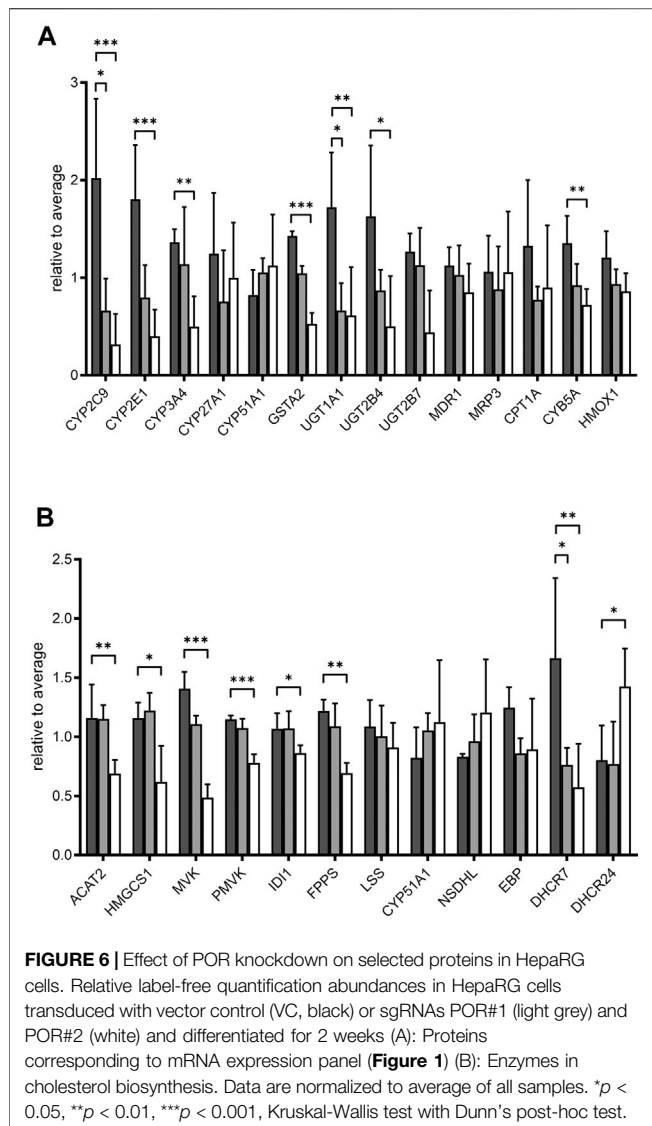 A
***
*
***
**
***
**
*
*
**
3
2
1
0
relative to average
CYP2C9
CYP2E1
CYP3A4
CYP27A1
CYP51A1
GSTA2
UGT1A1
UGT2B4
UGT2B7
MDR1
MRP3
CPT1A
CYB5A
HMOX1
B
**
*
***
***
*
**
**
*
*
2.5
2.0
1.5
1.0
0.5
0.0
relative to average
ACAT2
HMGCS1
MVK
PMVK
IDI1
FPPS
LSS
CYP51A1
NSDHL
EBP
DHCR7
DHCR24
FIGURE 6 | Effect of POR knockdown on selected proteins in HepaRG
cells. Relative label-free quantification abundances in HepaRG cells
transduced with vector control (VC, black) or sgRNAs POR#1 (light grey) and
POR#2 (white) and differentiated for 2 weeks (A): Proteins
corresponding to mRNA expression panel (Figure 1) (B): Enzymes in
cholesterol biosynthesis. Data are normalized to average of all samples. *p <
0.05, **p < 0.01, ***p < 0.001, Kruskal-Wallis test with Dunn's post-hoc test.